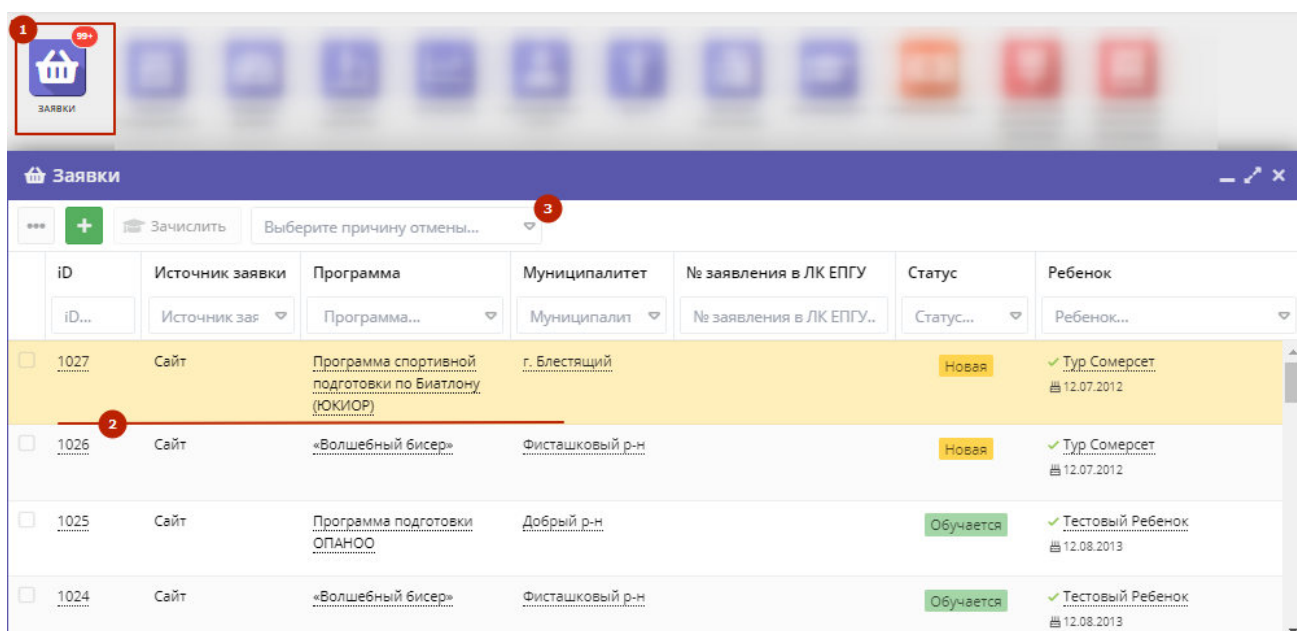 1
99+
ЗАЯВКИ
Заявки
Зачислить
Выберите причину отмены...
3
iD
Источник заявки
Программа
Муниципалитет
№ заявления в ЛК ЕПГУ
Статус
Ребенок
iD...
Источник зая
Программа...
Муниципалит
№ заявления в ЛК ЕПГУ..
Статус...
Ребенок...
1027
Сайт
Программа спортивной
подготовки по Биатлону
(ЮКИОР)
г. Блестящий
Новая
Тур Сомерсет
12.07.2012
2
1026
Сайт
«Волшебный бисер»
Фисташковый р-н
Новая
Тур Сомерсет
12.07.2012
1025
Сайт
Программа подготовки
ОПАНОО
Добрый р-н
Обучается
Тестовый Ребенок
12.08.2013
1024
Сайт
«Волшебный бисер»
Фисташковый р-н
Обучается
Тестовый Ребенок
12.08.2013